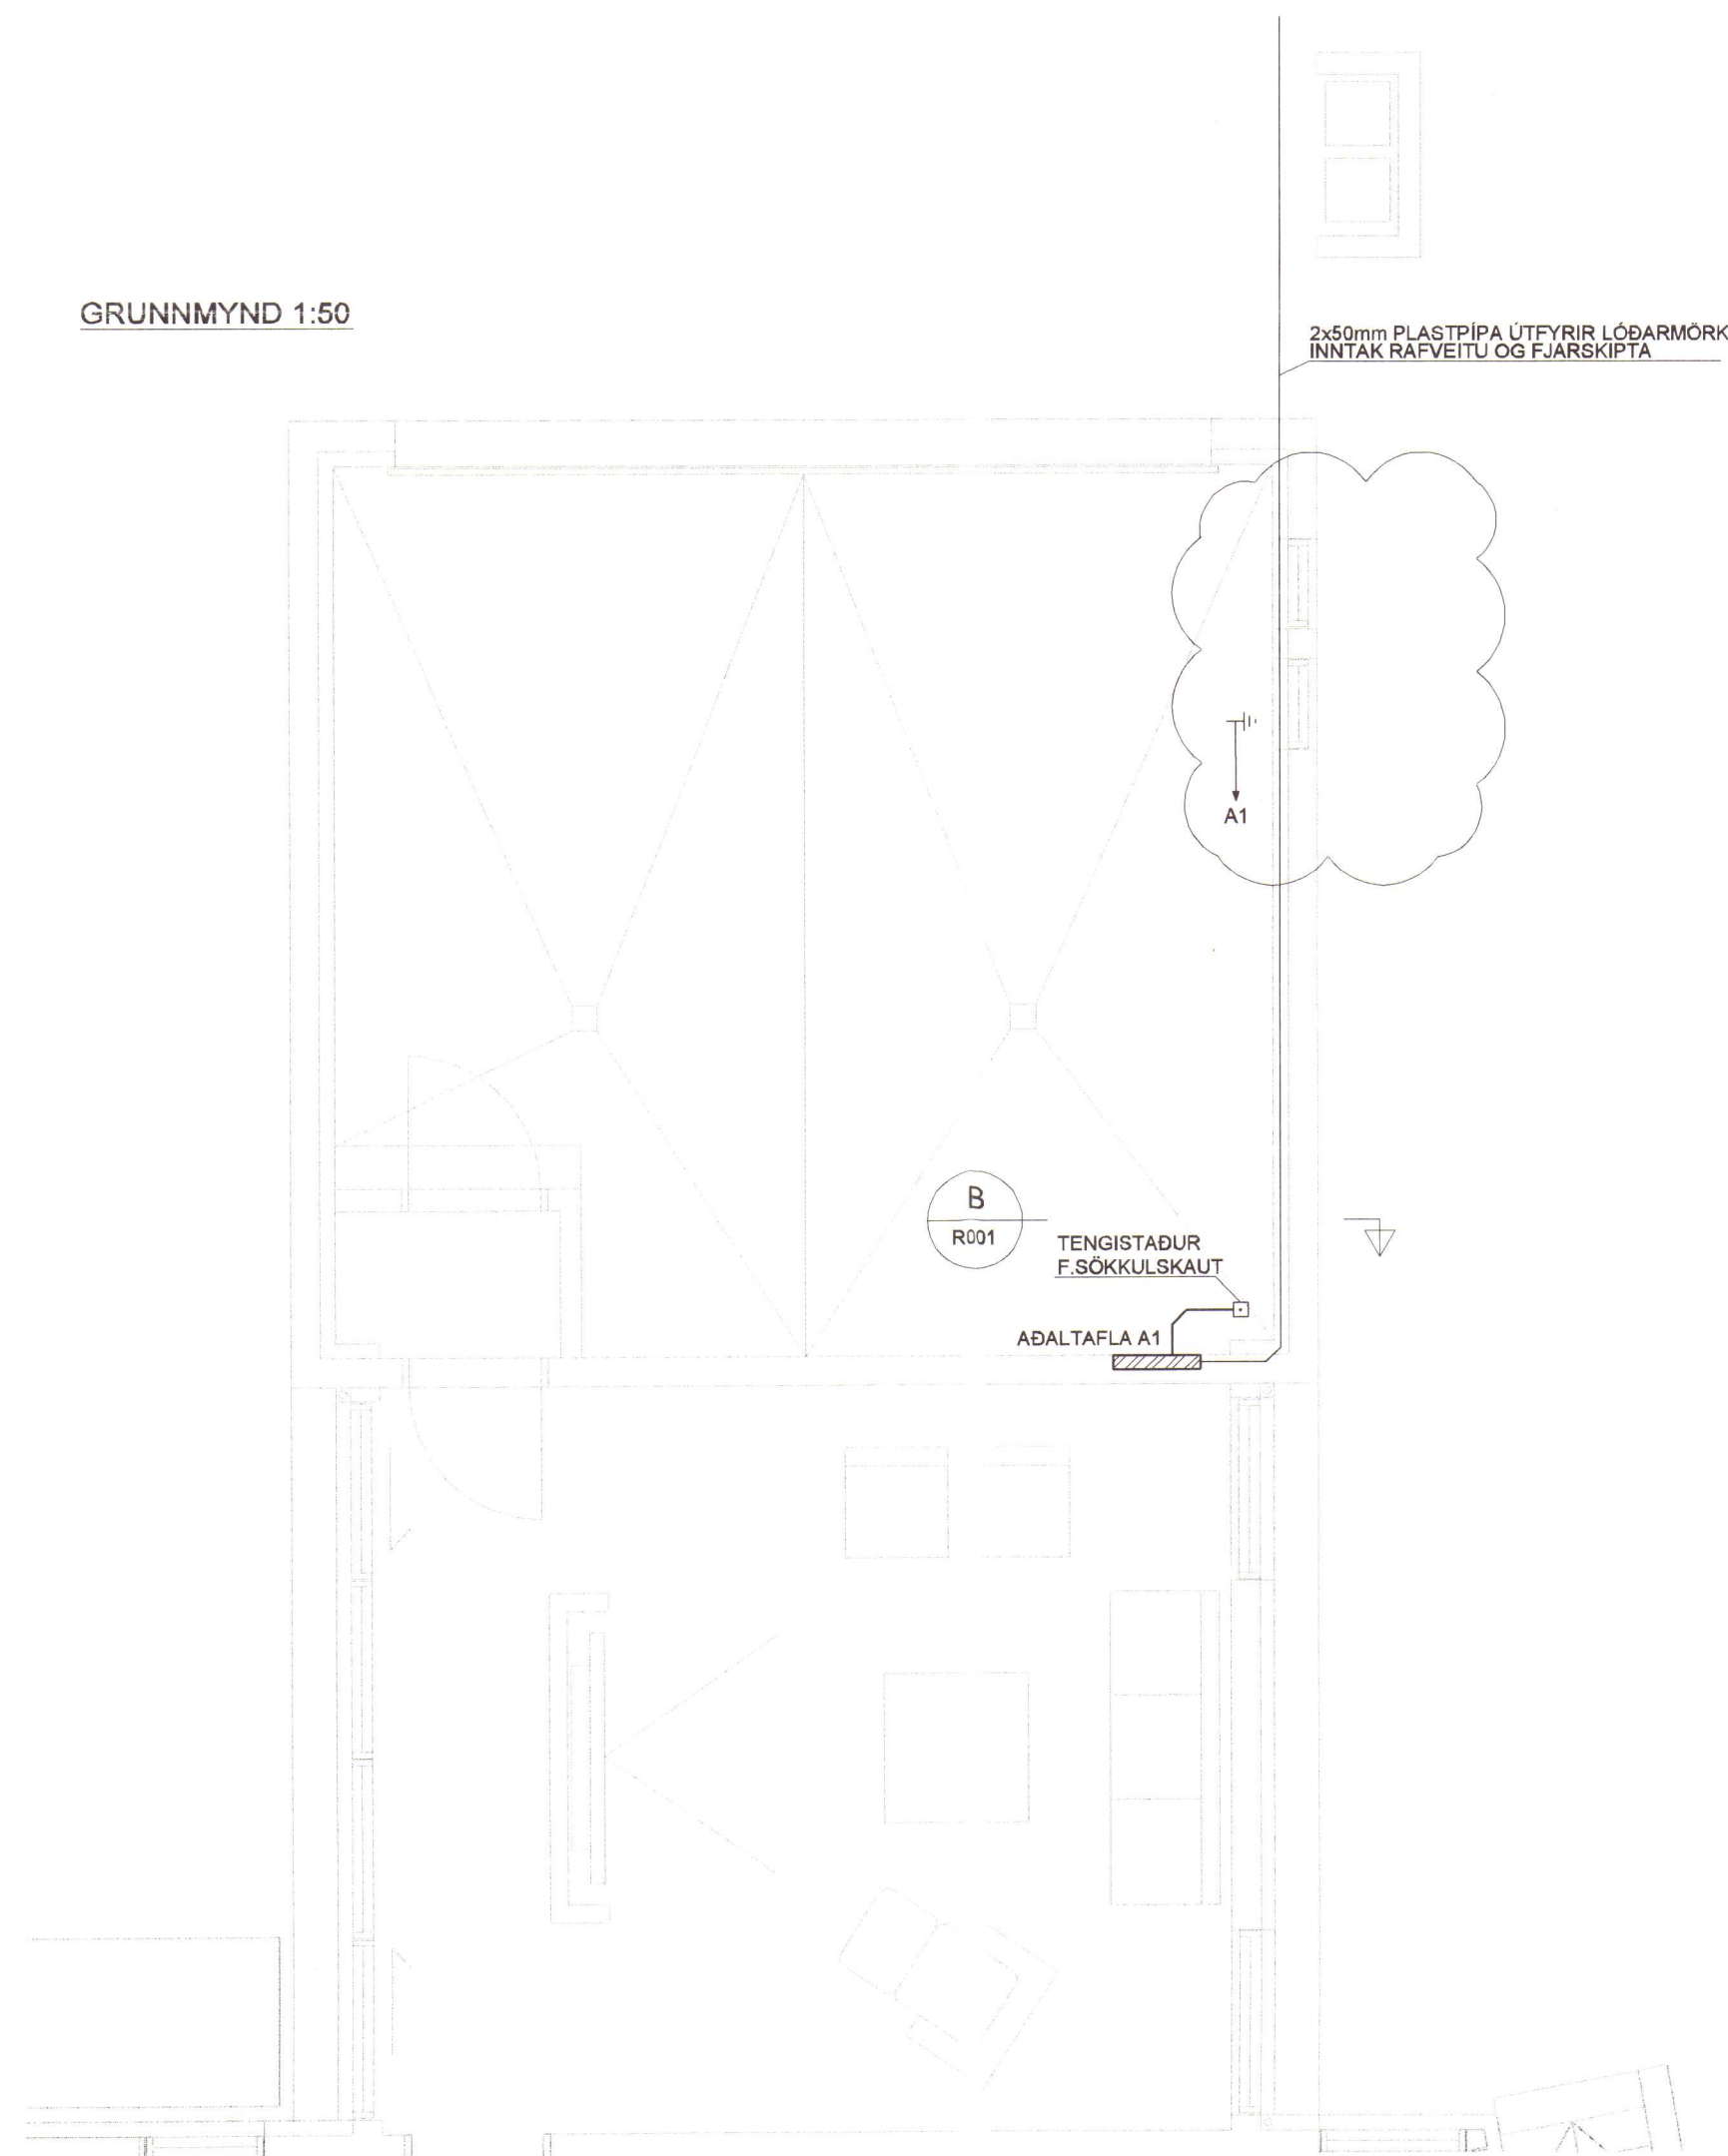 GRUNNMYND 1:50
2x50mm PLASTPÍPA ÚTFYRIR LÓÐARMÖRK
INNTAK RAFVEITU OG FJARSKIPTA
A1
B
R001
TENGISTAÐUR
F.SÖKKULSKAUT
AÐALTAFLA A1